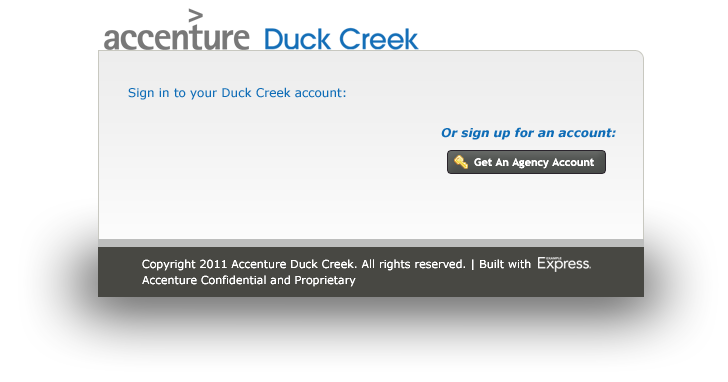 accenture Duck Creek
Sign in to your Duck Creek account:
Or sign up for an account:
Get An Agency Account
Copyright 2011 Accenture Duck Creek. All rights reserved. | Built with EXAMPLE Express.
Accenture Confidential and Proprietary